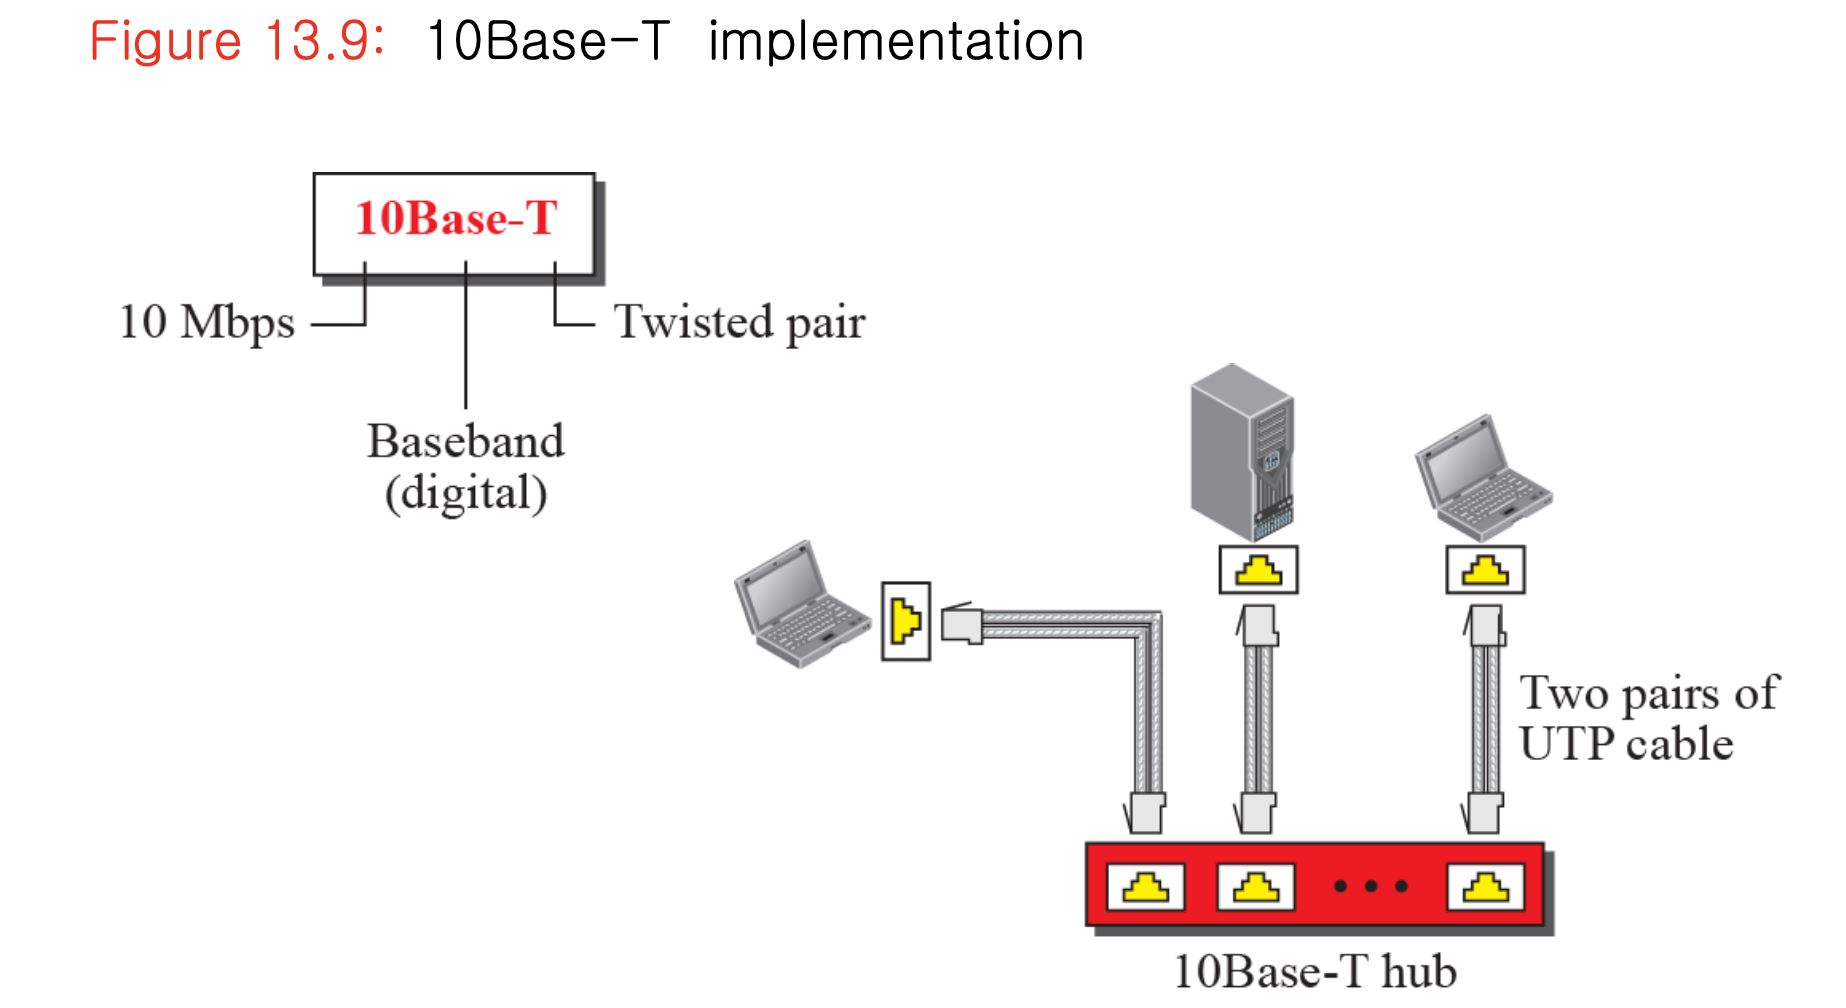 Figure 13.9: 10Base-T implementation
10Base-T
10 Mbps
Twisted pair
Baseband
(digital)
Two pairs of
UTP cable
10Base-T hub